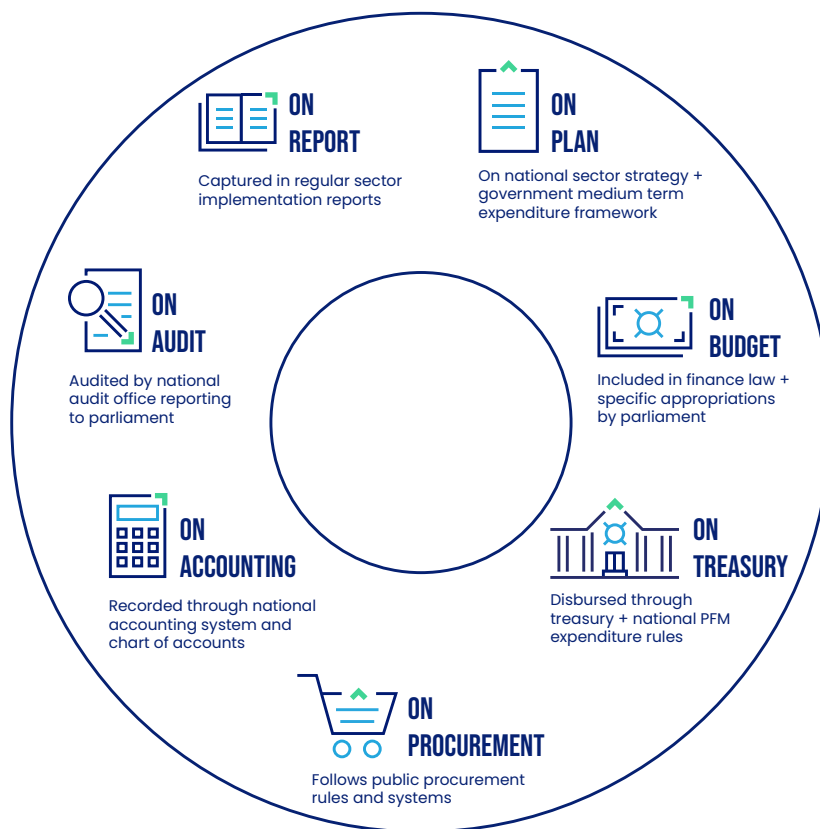 ON
REPORT
Captured in regular sector
implementation reports
ON
PLAN
On national sector strategy +
government medium term
expenditure framework
ON
AUDIT
Audited by national
audit office reporting
to parliament
ON
BUDGET
Included in finance law +
specific appropriations
by parliament
ON
ACCOUNTING
Recorded through national
accounting system and
chart of accounts
ON
TREASURY
Disbursed through
treasury + national PFM
expenditure rules
ON
PROCUREMENT
Follows public procurement
rules and systems